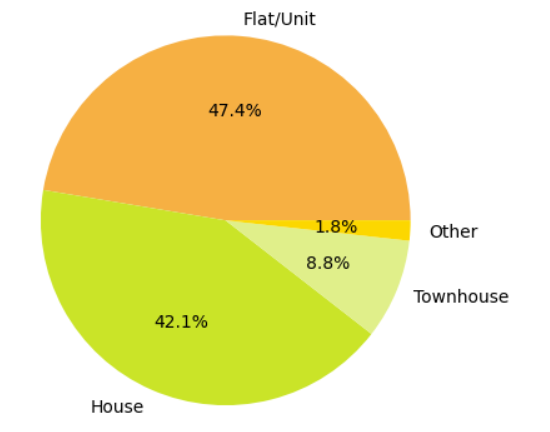 Flat/Unit
47.4%
1.8%
Other
8.8%
Townhouse
42.1%
House